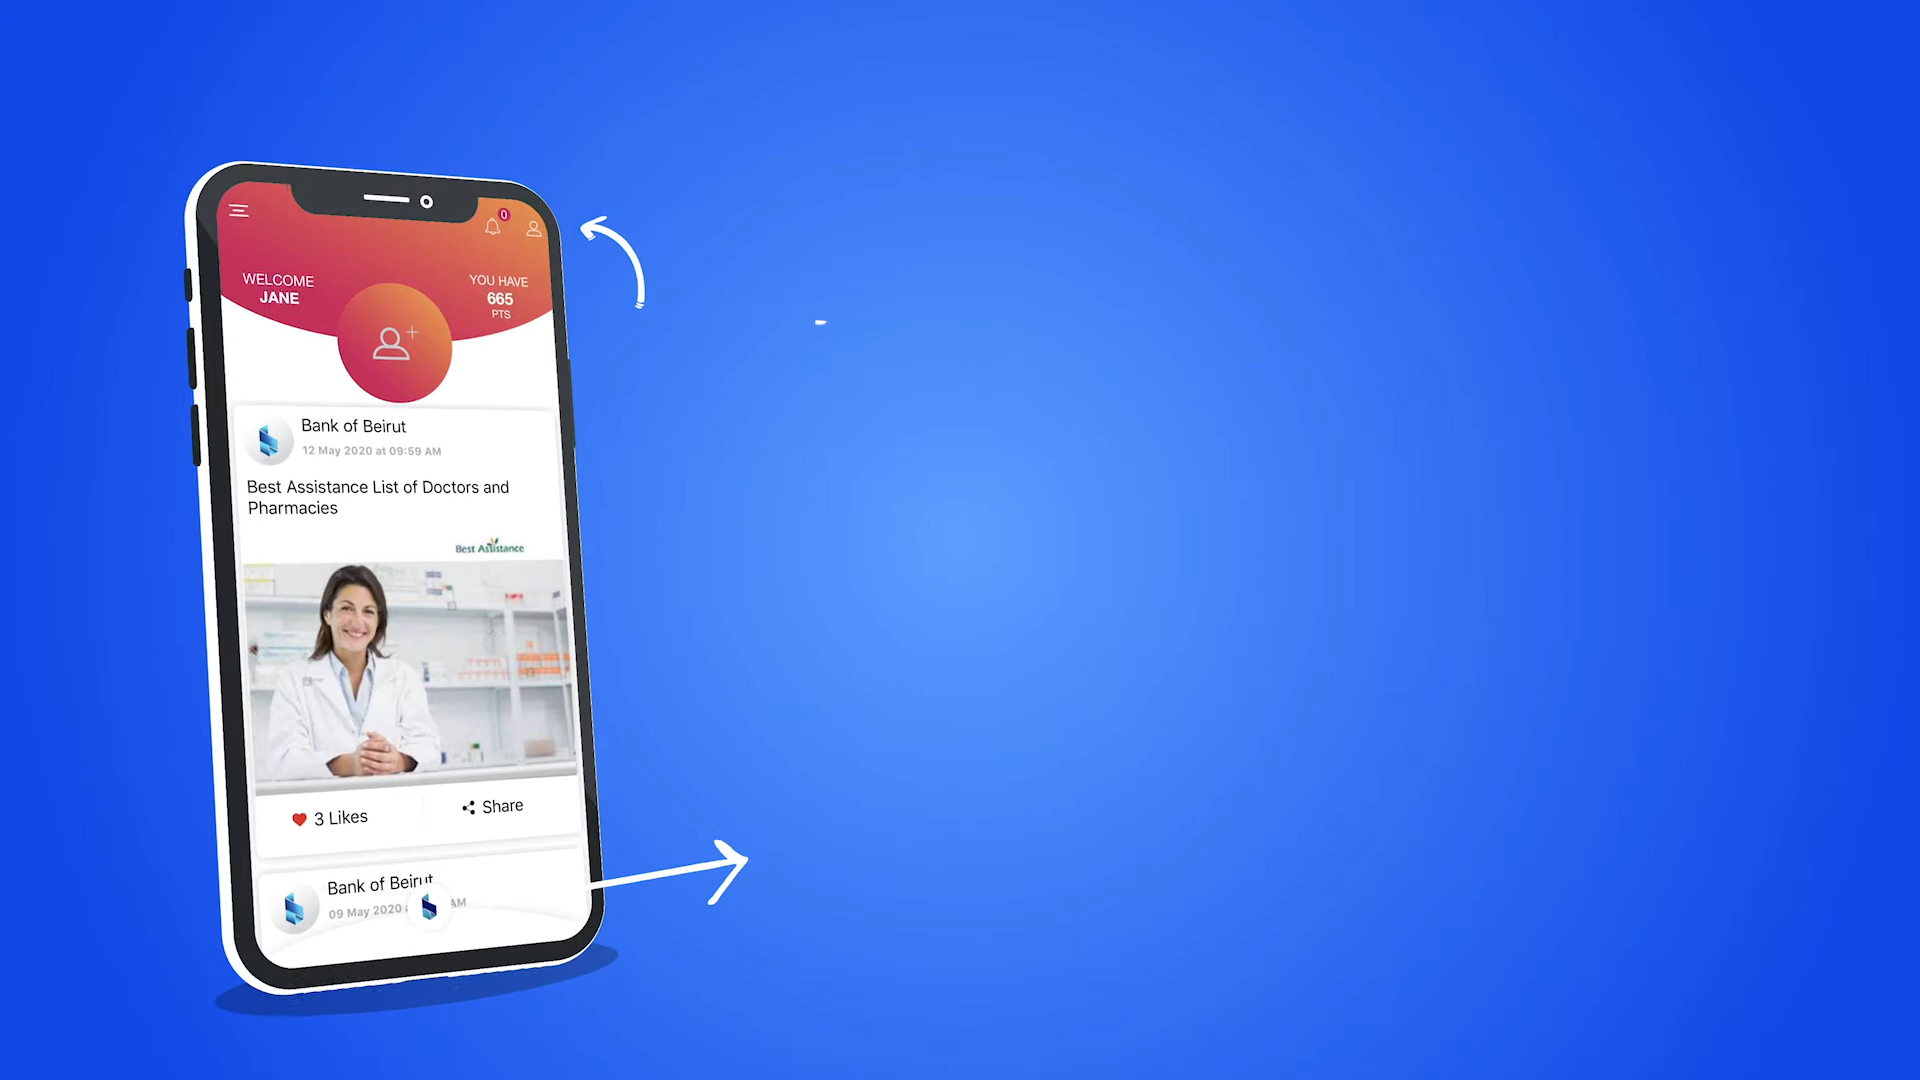 0
WELCOME
JANE
YOU HAVE
665
PTS
Bank of Beirut
12 May 2020 at 09:59 AM
Best Assistance List of Doctors and
Pharmacies
Best Assistance
3 Likes
Share
Bank of Beirut
09 May 2020 AM